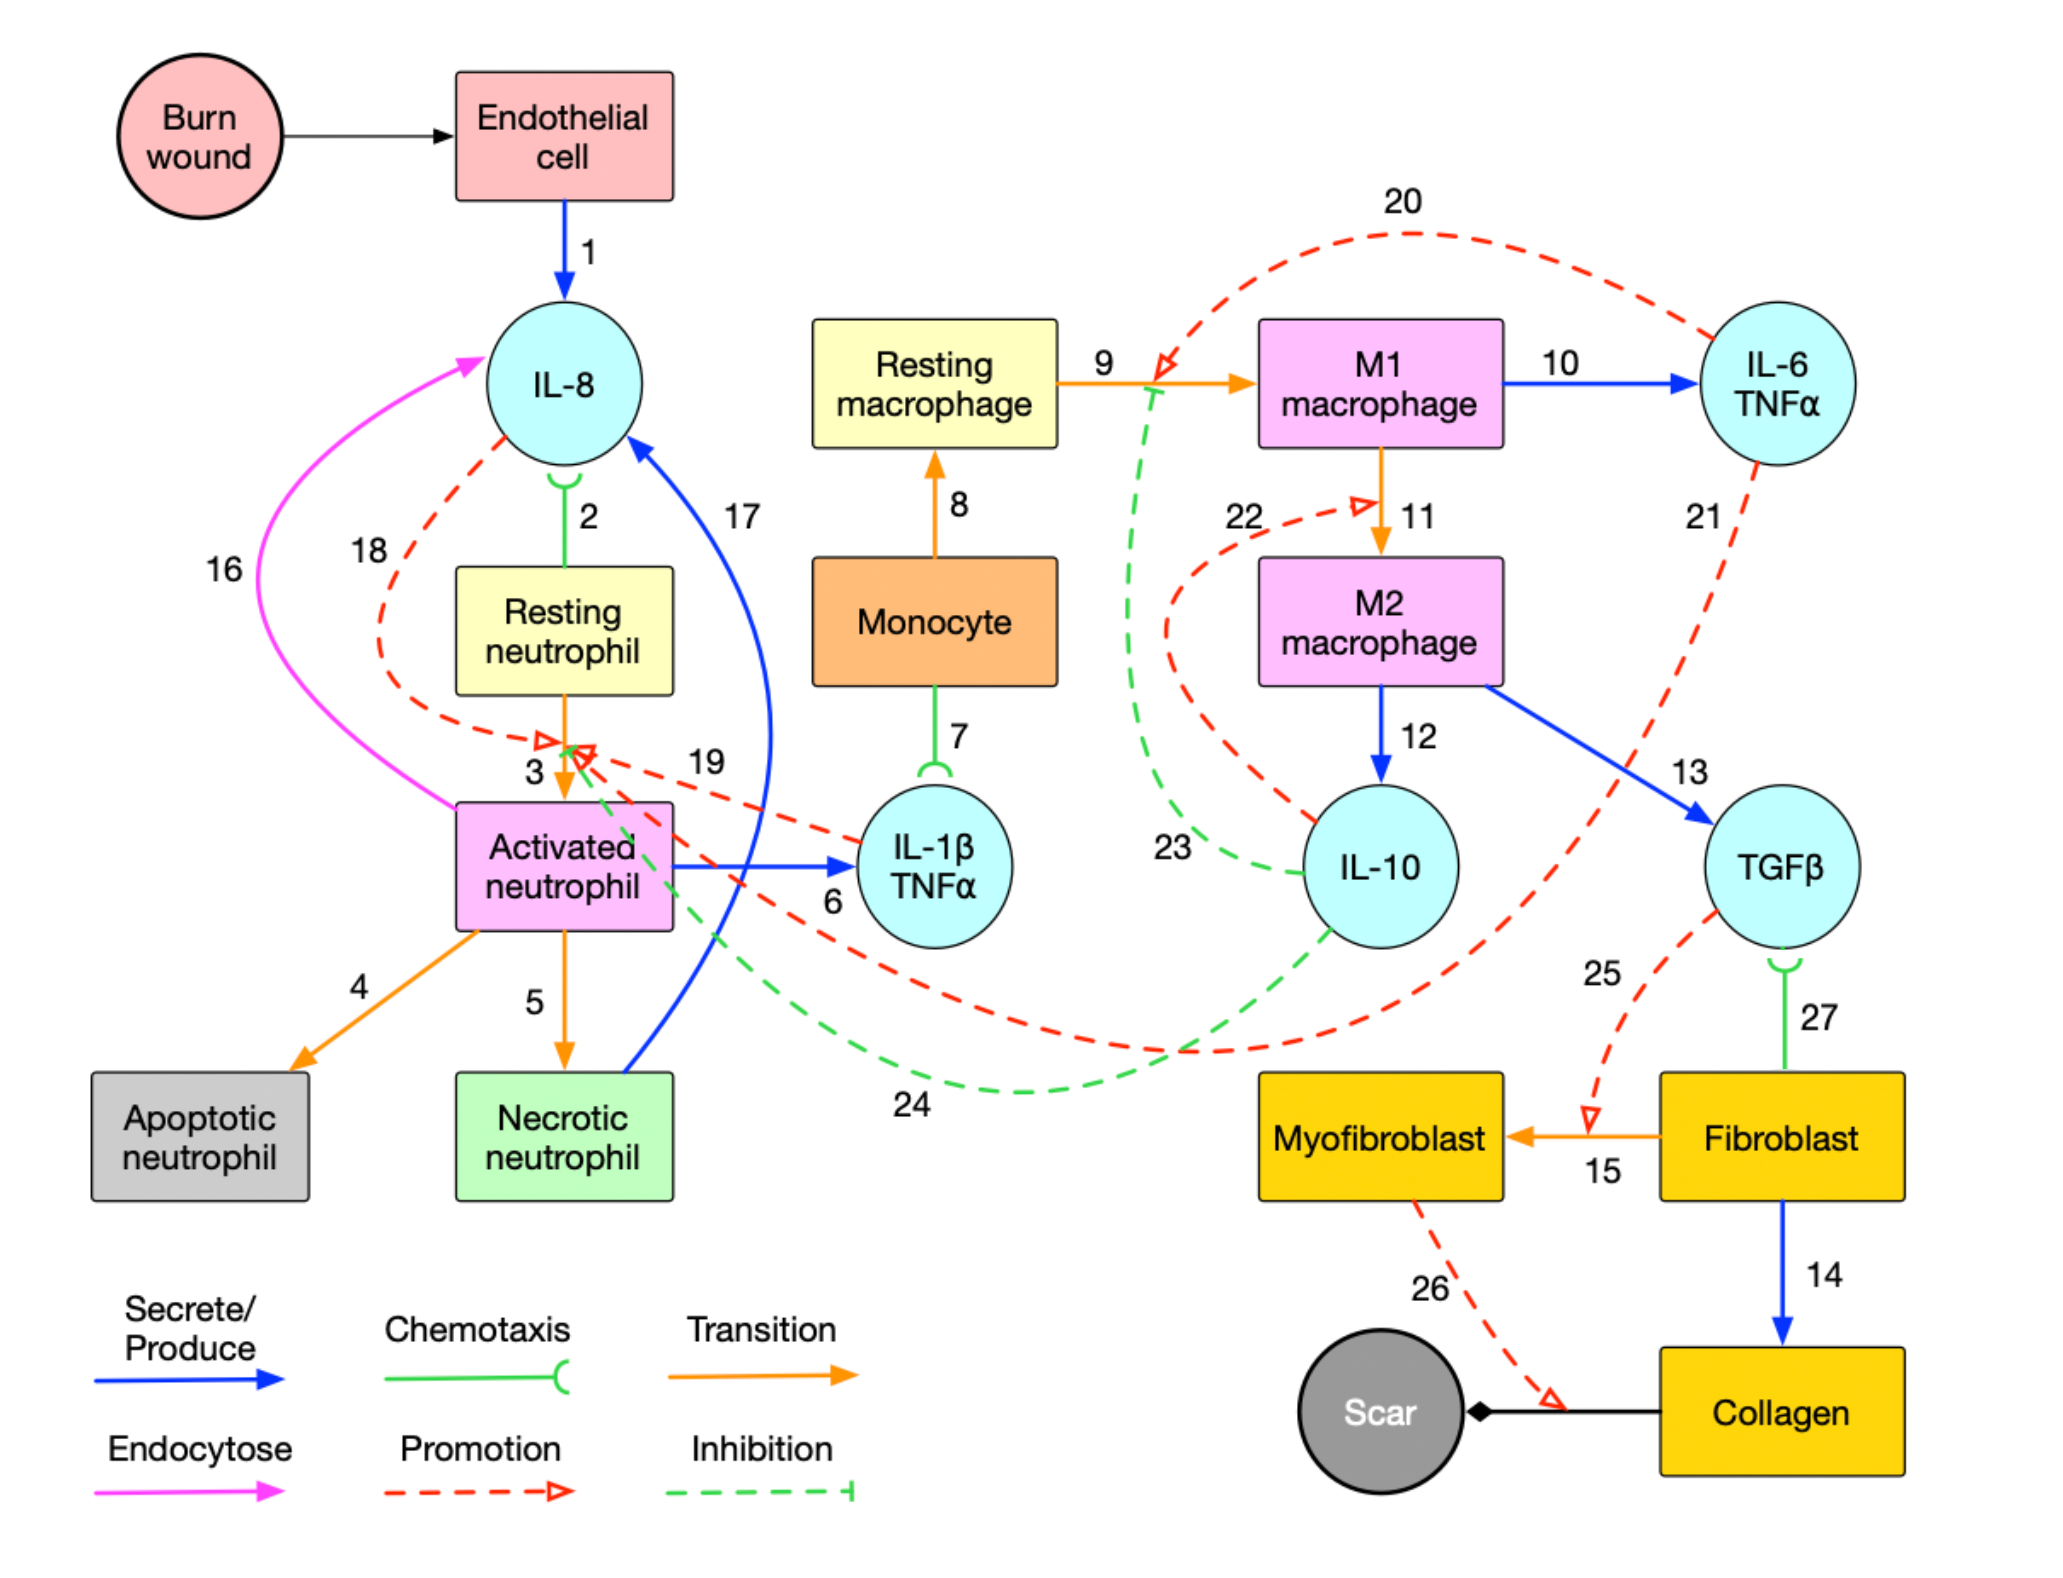 Burn
wound
Endothelial
cell
1
20
IL-8
Resting
macrophage
9
M1
macrophage
10
IL-6
TNFα
2
17
18
16
8
22
11
21
Resting
neutrophil
Monocyte
M2
macrophage
3
19
7
12
13
Activated
neutrophil
6
IL-1β
TNFα
23
IL-10
TGFβ
4
5
25
27
24
Apoptotic
neutrophil
Necrotic
neutrophil
Myofibroblast
15
Fibroblast
26
14
Scar
Collagen
Secrete/
Produce
Chemotaxis
Transition
Endocytose
Promotion
Inhibition